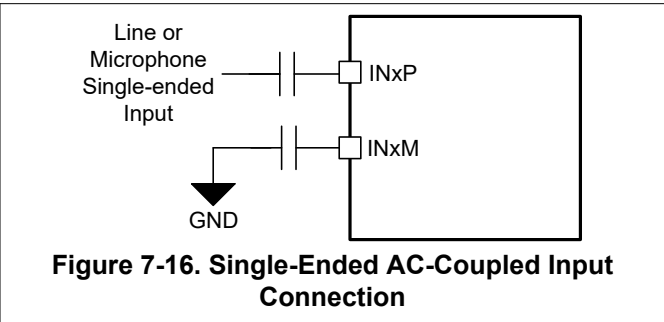 Line or
Microphone
Single-ended
Input
INxP
INxM
GND
Figure 7-16. Single-Ended AC-Coupled Input
Connection